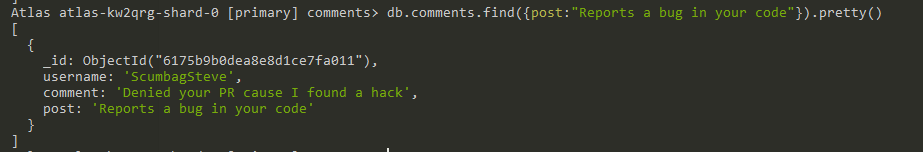 Atlas atlas-kw2qrg-shard-0 [primary] comments> db.comments.find({post:"Reports a bug in your code"}).pretty()
[
  {
    _id: ObjectId("6175b9b0dea8e8d1ce7fa011"),
    username: 'ScumbagSteve',
    comment: 'Denied your PR cause I found a hack',
    post: 'Reports a bug in your code'
  }
]